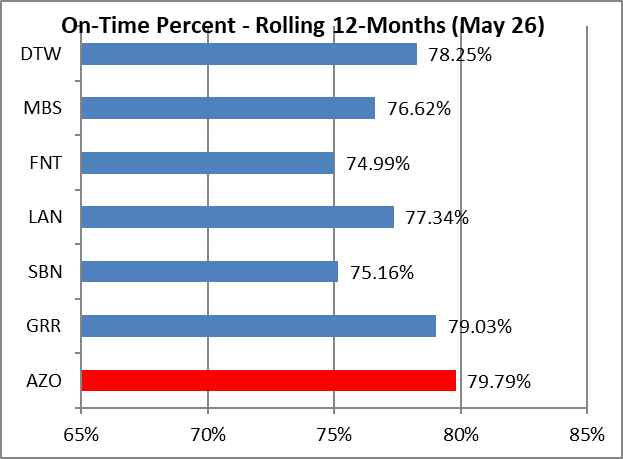 On-Time Percent - Rolling 12-Months (May 26)
DTW 78.25%
MBS 76.62%
FNT 74.99%
LAN 77.34%
SBN 75.16%
GRR 79.03%
AZO 79.79%
65% 70% 75% 80% 85%